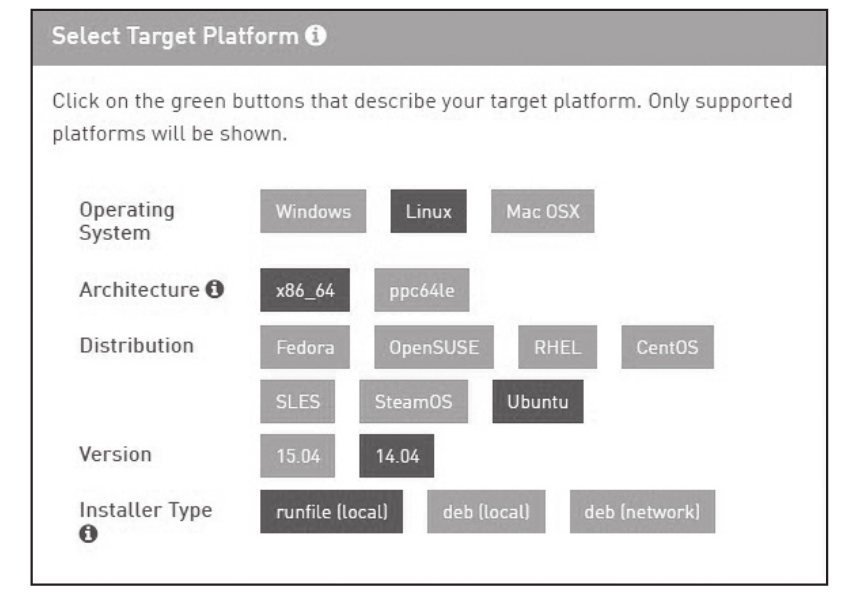 Select Target Platform
Click on the green buttons that describe your target platform. Only supported
platforms will be shown.
Operating Windows Linux Mac OSX
System
Architecture x86_64 ppc64le
Distribution Fedora OpenSUSE RHEL CentOS
SLES SteamOS Ubuntu
Version 15.04 14.04
Installer Type runfile (local) deb (local) deb (network)